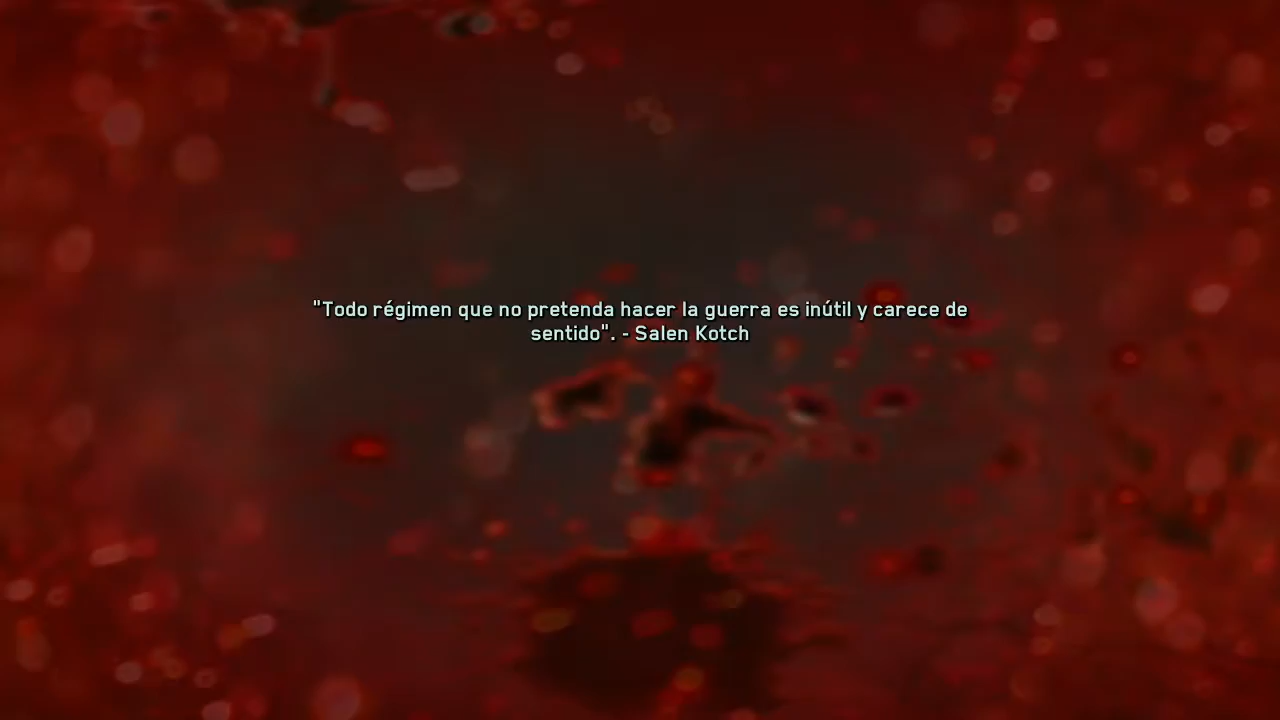 "Todo régimen que no pretenda hacer la guerra es inútil y carece de
sentido". - Salen Kotch